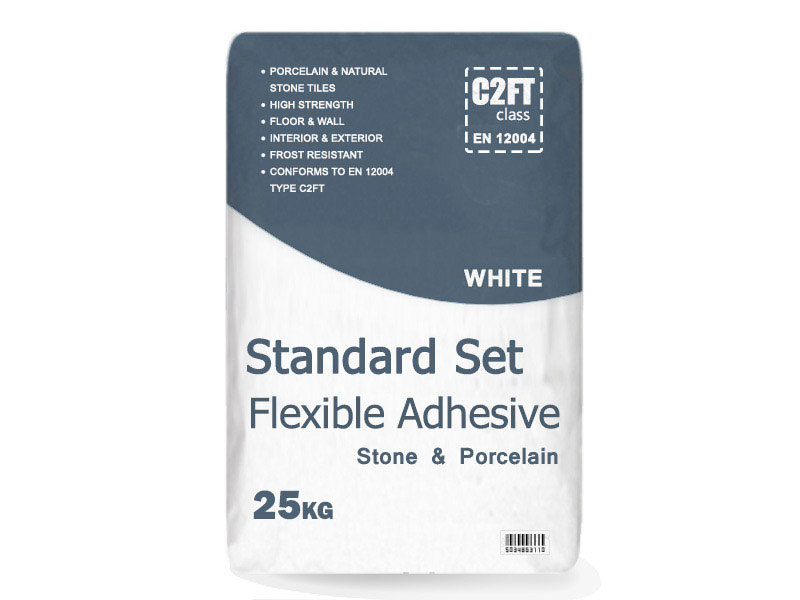 • PORCELAIN & NATURAL
STONE TILES
• HIGH STRENGTH
• FLOOR & WALL
• INTERIOR & EXTERIOR
• FROST RESISTANT
• CONFORMS TO EN 12004
TYPE C2FT
C2FT
class
EN 12004
WHITE
Standard Set
Flexible Adhesive
Stone & Porcelain
25KG
5034853110